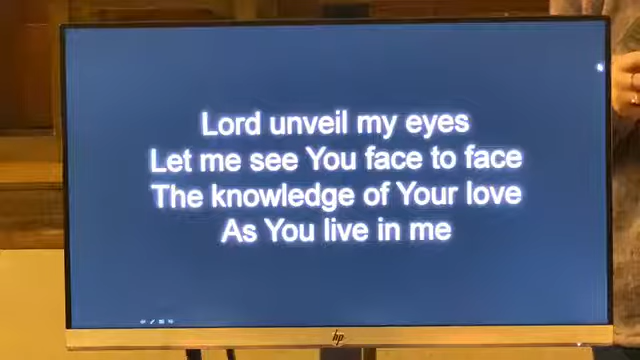 Lord unveil my eyes
Let me see You face to face
The knowledge of Your love
As You live in me
hp